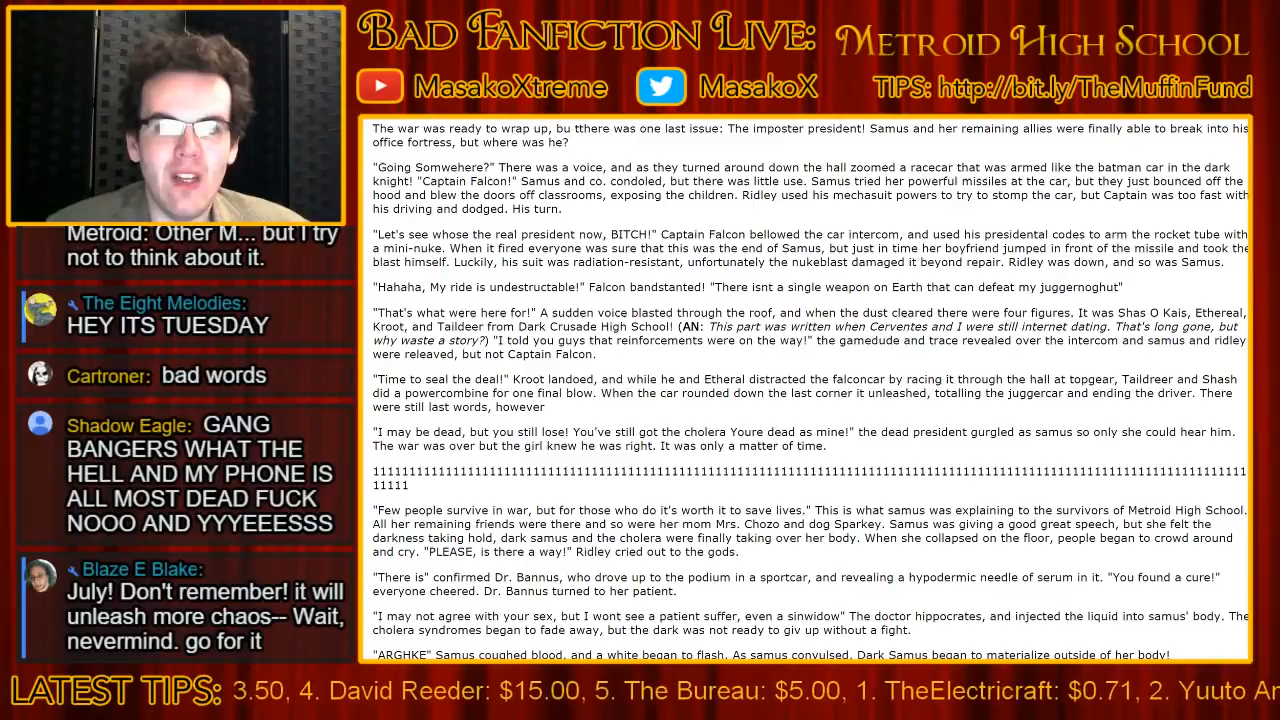 BAD FANFICTION LIVE:
METROID HIGH SCHOOL
MasakoXtreme
MasakoX
TIPS: http://bit.ly/TheMuffinFund
The war was ready to wrap up, bu tthere was one last issue: The imposter president! Samus and her remaining allies were finally able to break into his
office fortress, but where was he?
"Going Somwehere?" There was a voice, and as they turned around down the hall zoomed a racecar that was armed like the batman car in the dark
knight! "Captain Falcon!" Samus and co. condoled, but there was little use. Samus tried her powerful missiles at the car, but they just bounced off the
hood and blew the doors off classrooms, exposing the children. Ridley used his mechasuit powers to try to stomp the car, but Captain was too fast with
his driving and dodged. His turn.
"Let's see whose the real president now, BITCH!" Captain Falcon bellowed the car intercom, and used his presidental codes to arm the rocket tube with
a mini-nuke. When it fired everyone was sure that this was the end of Samus, but just in time her boyfriend jumped in front of the missile and took the
blast himself. Luckily, his suit was radiation-resistant, unfortunately the nukeblast damaged it beyond repair. Ridley was down, and so was Samus.
"Hahaha, My ride is undestructable!" Falcon bandstanted! "There isnt a single weapon on Earth that can defeat my juggernoghut"
"That's what were here for!" A sudden voice blasted through the roof, and when the dust cleared there were four figures. It was Shas O Kais, Ethereal,
Kroot, and Taildeer from Dark Crusade High School! (AN: This part was written when Cerventes and I were still internet dating. That's long gone, but
why waste a story?) "I told you guys that reinforcements were on the way!" the gamedude and trace revealed over the intercom and samus and ridley
were releaved, but not Captain Falcon.
"Time to seal the deal!" Kroot landoed, and while he and Etheral distracted the falconcar by racing it through the hall at topgear, Taildreer and Shash
did a powercombine for one final blow. When the car rounded down the last corner it unleashed, totalling the juggercar and ending the driver. There
were still last words, however
"I may be dead, but you still lose! You've still got the cholera Youre dead as mine!" the dead president gurgled as samus so only she could hear him.
The war was over but the girl knew he was right. It was only a matter of time.
11111111111111111111111111111111111111111111111111111111111111111111111111111111111111111111111111111111111111111111111111
11111
"Few people survive in war, but for those who do it's worth it to save lives." This is what samus was explaining to the survivors of Metroid High School.
All her remaining friends were there and so were her mom Mrs. Chozo and dog Sparkey. Samus was giving a good great speech, but she felt the
darkness taking hold, dark samus and the cholera were finally taking over her body. When she collapsed on the floor, people began to crowd around
and cry. "PLEASE, is there a way!" Ridley cried out to the gods.
"There is" confirmed Dr. Bannus, who drove up to the podium in a sportcar, and revealing a hypodermic needle of serum in it. "You found a cure!"
everyone cheered. Dr. Bannus turned to her patient.
"I may not agree with your sex, but I wont see a patient suffer, even a sinwidow" The doctor hippocrates, and injected the liquid into samus' body. The
cholera syndromes began to fade away, but the dark was not ready to giv up without a fight.
"ARGHKE" Samus coughed blood, and a white began to flash. As samus convulsed, Dark Samus began to materialize outside of her body!
Metroid: Other M... but I try
not to think about it.
The Eight Melodies:
HEY ITS TUESDAY
Cartroner: bad words
Shadow Eagle: GANG
BANGERS WHAT THE
HELL AND MY PHONE IS
ALL MOST DEAD FUCK
NOOO AND YYYEEESSS
Blaze E Blake:
July! Don't remember! it will
unleash more chaos-- Wait,
nevermind. go for it
LATEST TIPS: 3.50, 4. David Reeder: $15.00, 5. The Bureau: $5.00, 1. TheElectricraft: $0.71, 2. Yuuto